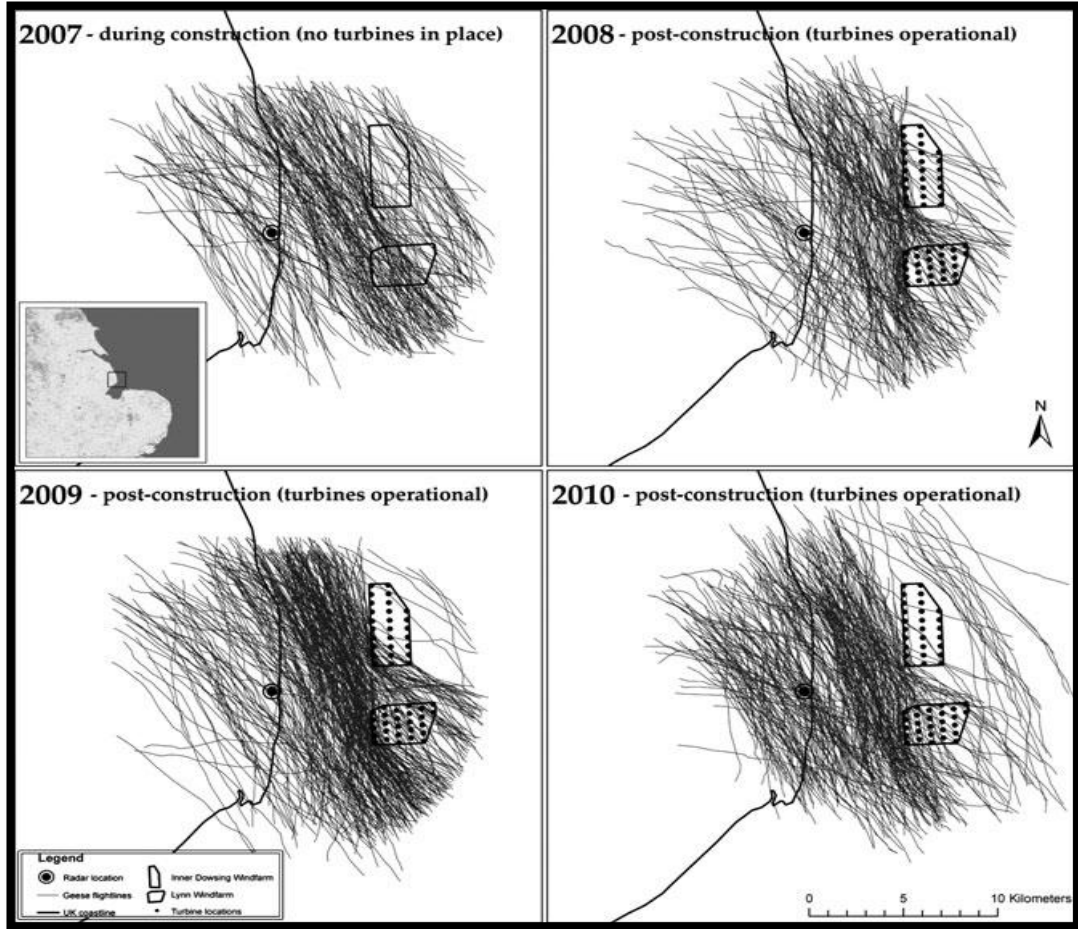 2007 - during construction (no turbines in place)
2008 - post-construction (turbines operational)
N
2009 - post-construction (turbines operational)
2010 - post-construction (turbines operational)
Legend
Radar location
Inner Dowsing Windfarm
Geese flightlines
Lynn Windfarm
UK coastline
Turbine locations
0 5 10 Kilometers